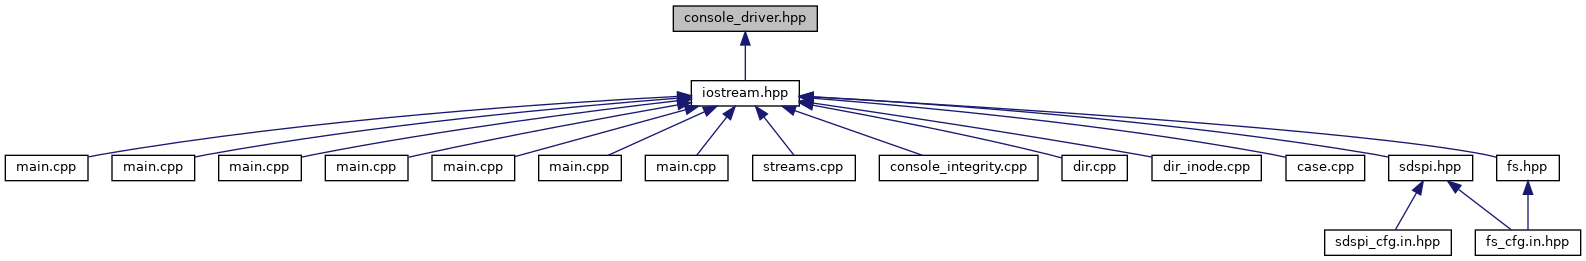 console_driver.hpp
iostream.hpp
main.cpp
main.cpp
main.cpp
main.cpp
main.cpp
main.cpp
main.cpp
streams.cpp
console_integrity.cpp
dir.cpp
dir_inode.cpp
case.cpp
sdspi.hpp
fs.hpp
sdspi_cfg.in.hpp
fs_cfg.in.hpp